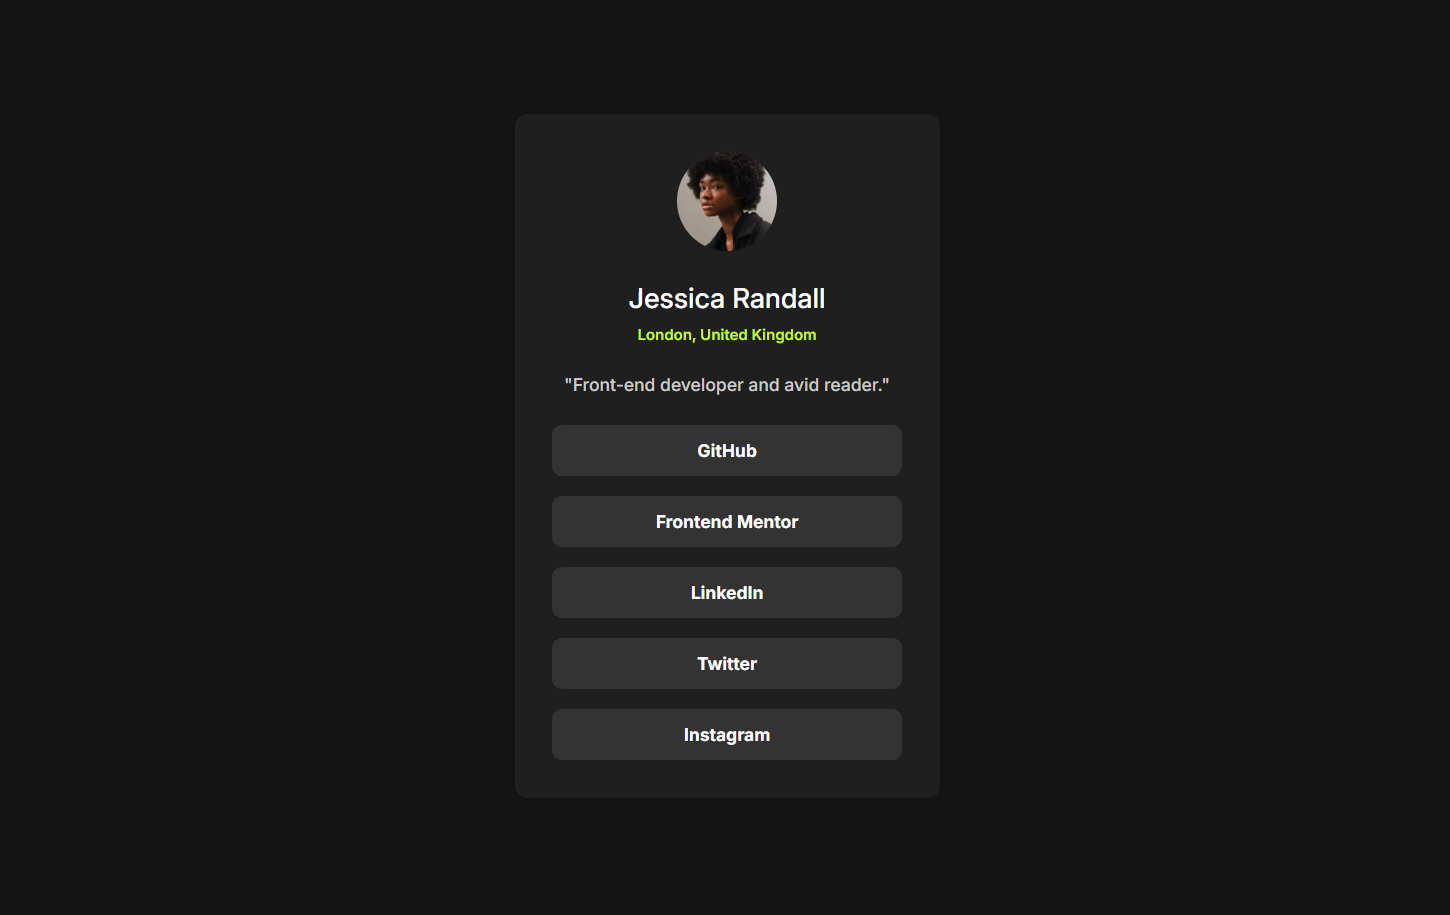 Jessica Randall
London, United Kingdom
"Front-end developer and avid reader."
GitHub
Frontend Mentor
LinkedIn
Twitter
Instagram